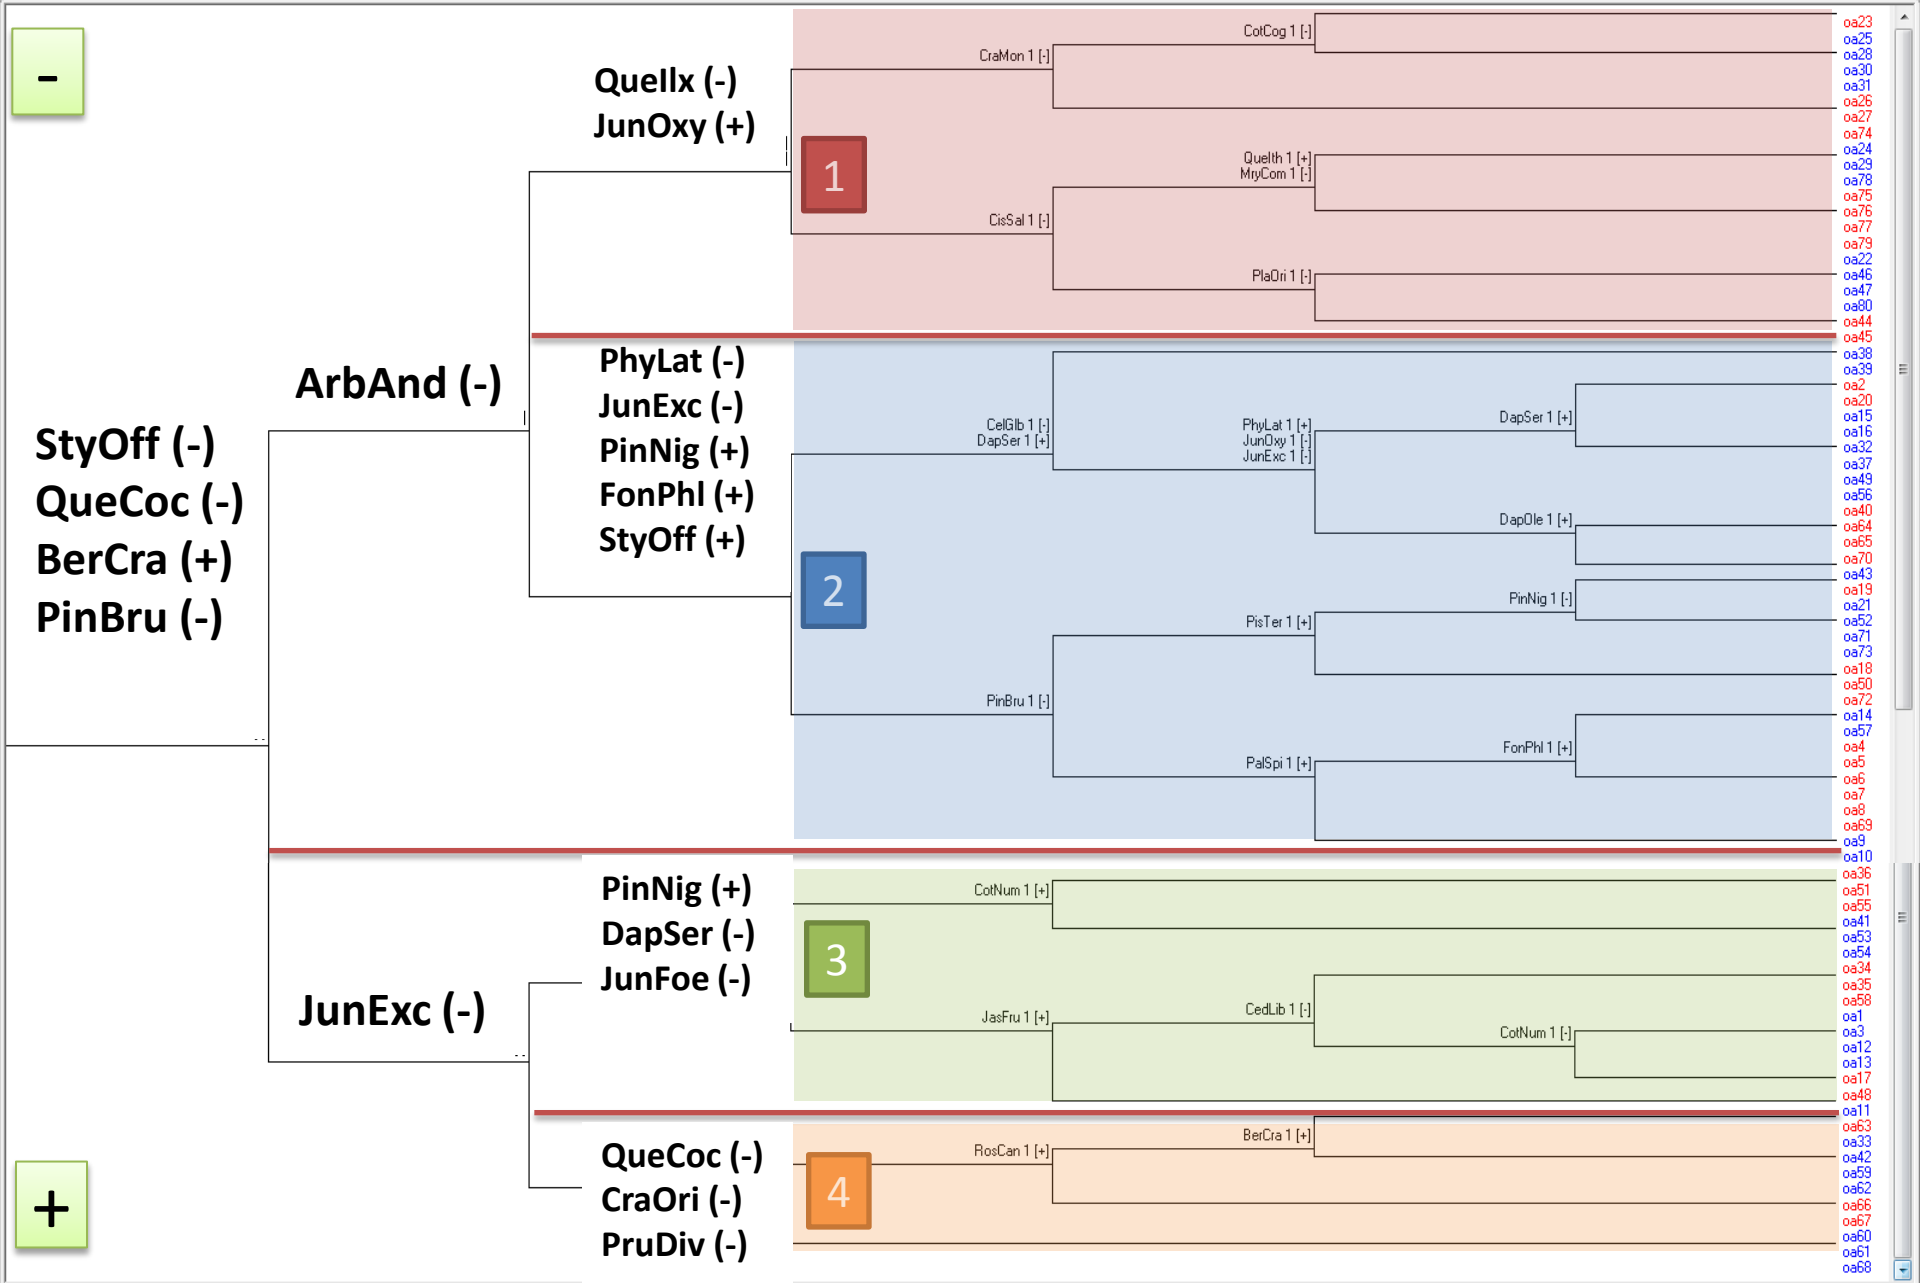 -
StyOff (-)
QueCoc (-)
BerCra (+)
PinBru (-)
+
ArbAnd (-)
JunExc (-)
QueIlx (-)
JunOxy (+)
PhyLat (-)
JunExc (-)
PinNig (+)
FonPhl (+)
StyOff (+)
PinNig (+)
DapSer (-)
JunFoe (-)
QueCoc (-)
CraOri (-)
PruDiv (-)
1
CraMon 1 [-]
CotCog 1 [-]
CisSal 1 [-]
QueIth 1 [+]
MryCom 1 [-]
PlaOri 1 [-]
2
CelGlb 1 [-]
DapSer 1 [+]
PhyLat 1 [+]
JunOxy 1 [-]
JunExc 1 [-]
DapSer 1 [+]
DapOle 1 [+]
PinBru 1 [-]
PisTer 1 [+]
PinNig 1 [-]
PalSpi 1 [+]
FonPhl 1 [+]
3
CotNum 1 [+]
JasFru 1 [+]
CedLib 1 [-]
CotNum 1 [-]
4
RosCan 1 [+]
BerCra 1 [+]
oa23
oa25
oa28
oa30
oa31
oa26
oa27
oa74
oa24
oa29
oa78
oa75
oa76
oa77
oa79
oa22
oa46
oa47
oa80
oa44
oa45
oa38
oa39
oa2
oa20
oa15
oa16
oa32
oa37
oa49
oa56
oa40
oa64
oa65
oa70
oa43
oa19
oa21
oa52
oa71
oa73
oa18
oa50
oa72
oa14
oa57
oa4
oa5
oa6
oa7
oa8
oa69
oa9
oa10
oa36
oa51
oa55
oa41
oa53
oa54
oa34
oa35
oa58
oa1
oa3
oa12
oa13
oa17
oa48
oa11
oa63
oa33
oa42
oa59
oa62
oa66
oa67
oa60
oa61
oa68